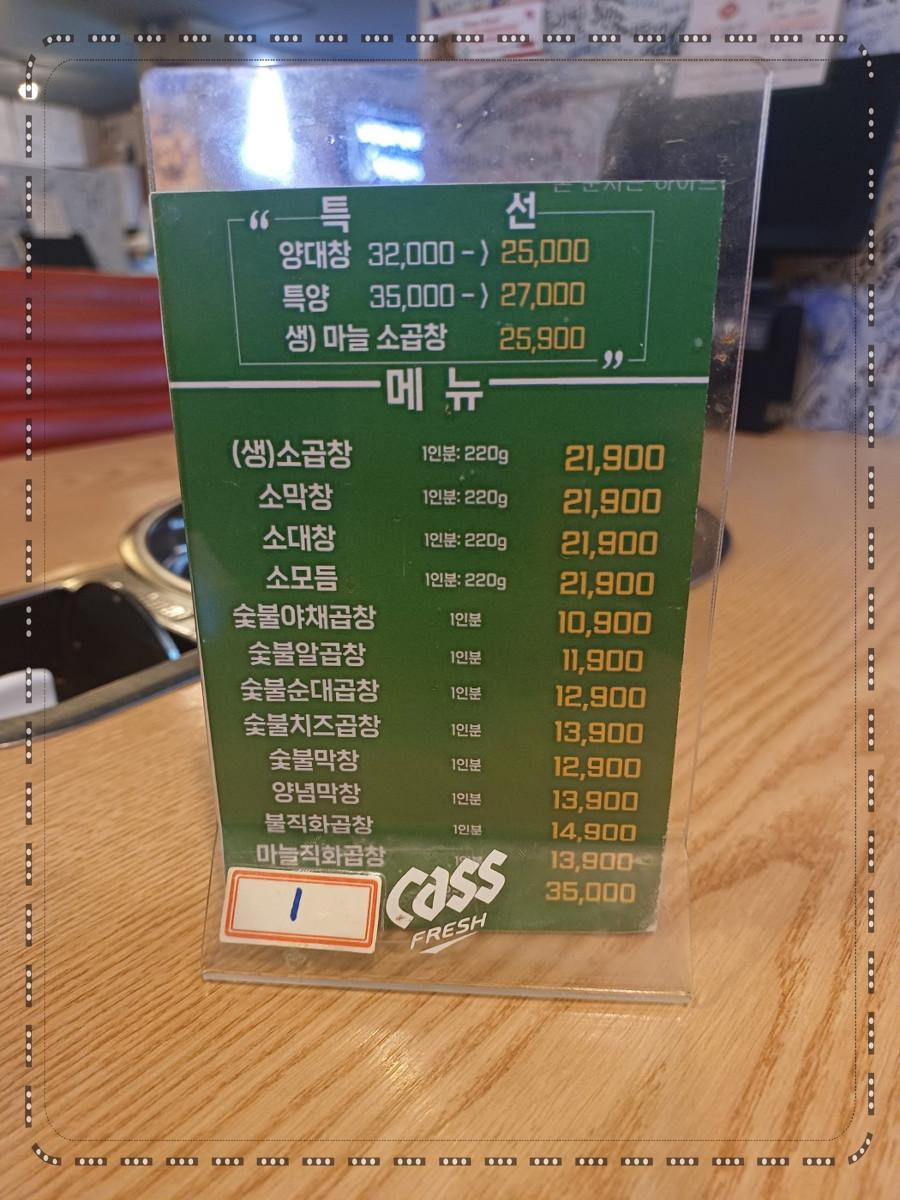 특 선
양대창 32,000 -> 25,000
특양 35,000 -> 27,000
생) 마늘 소곱창 25,900
메뉴
(생)소곱창 1인분: 220g 21,900
소막창 1인분: 220g 21,900
소대창 1인분: 220g 21,900
소모듬 1인분: 220g 21,900
숯불야채곱창 1인분 10,900
숯불알곱창 1인분 11,900
숯불순대곱창 1인분 12,900
숯불치즈곱창 1인분 13,900
숯불막창 1인분 12,900
양념막창 1인분 13,900
불직화곱창 1인분 14,900
마늘직화곱창 13,900
35,000
1
Cass
FRESH